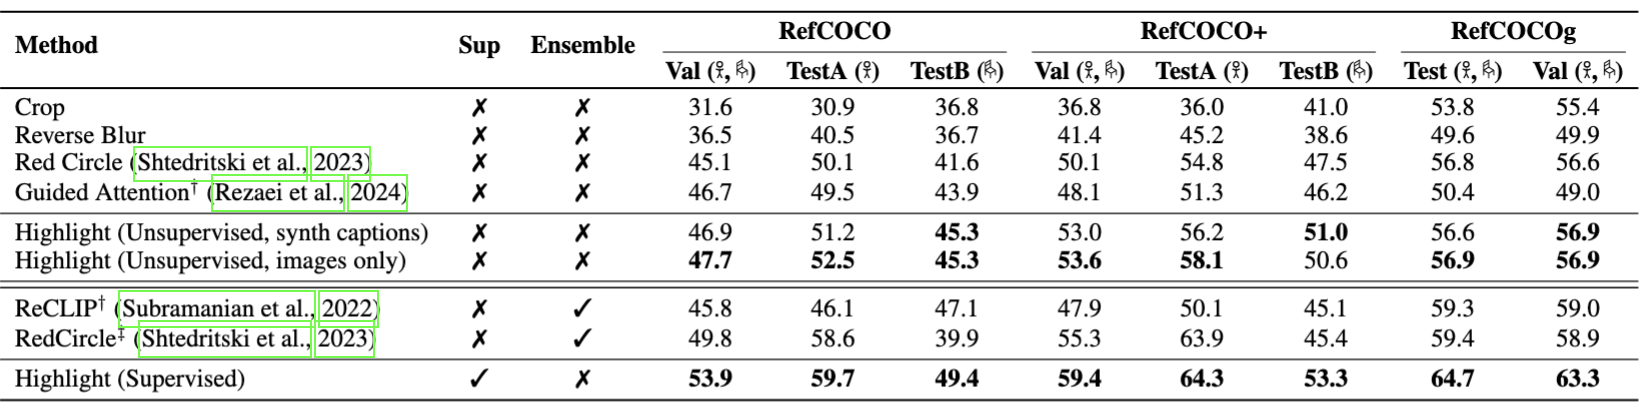 Method Sup Ensemble RefCOCO RefCOCO+ RefCOCOg
Val (, ) TestA () TestB () Val (, ) TestA () TestB () Test (, ) Val (, )
Crop ✗ ✗ 31.6 30.9 36.8 36.8 36.0 41.0 53.8 55.4
Reverse Blur ✗ ✗ 36.5 40.5 36.7 41.4 45.2 38.6 49.6 49.9
Red Circle (Shtedritski et al., 2023) ✗ ✗ 45.1 50.1 41.6 50.1 54.8 47.5 56.8 56.6
Guided Attention† (Rezaei et al., 2024) ✗ ✗ 46.7 49.5 43.9 48.1 51.3 46.2 50.4 49.0
Highlight (Unsupervised, synth captions) ✗ ✗ 46.9 51.2 45.3 53.0 56.2 51.0 56.6 56.9
Highlight (Unsupervised, images only) ✗ ✗ 47.7 52.5 45.3 53.6 58.1 50.6 56.9 56.9
ReCLIP† (Subramanian et al., 2022) ✗ ✓ 45.8 46.1 47.1 47.9 50.1 45.1 59.3 59.0
RedCircle‡ (Shtedritski et al., 2023) ✗ ✓ 49.8 58.6 39.9 55.3 63.9 45.4 59.4 58.9
Highlight (Supervised) ✓ ✗ 53.9 59.7 49.4 59.4 64.3 53.3 64.7 63.3